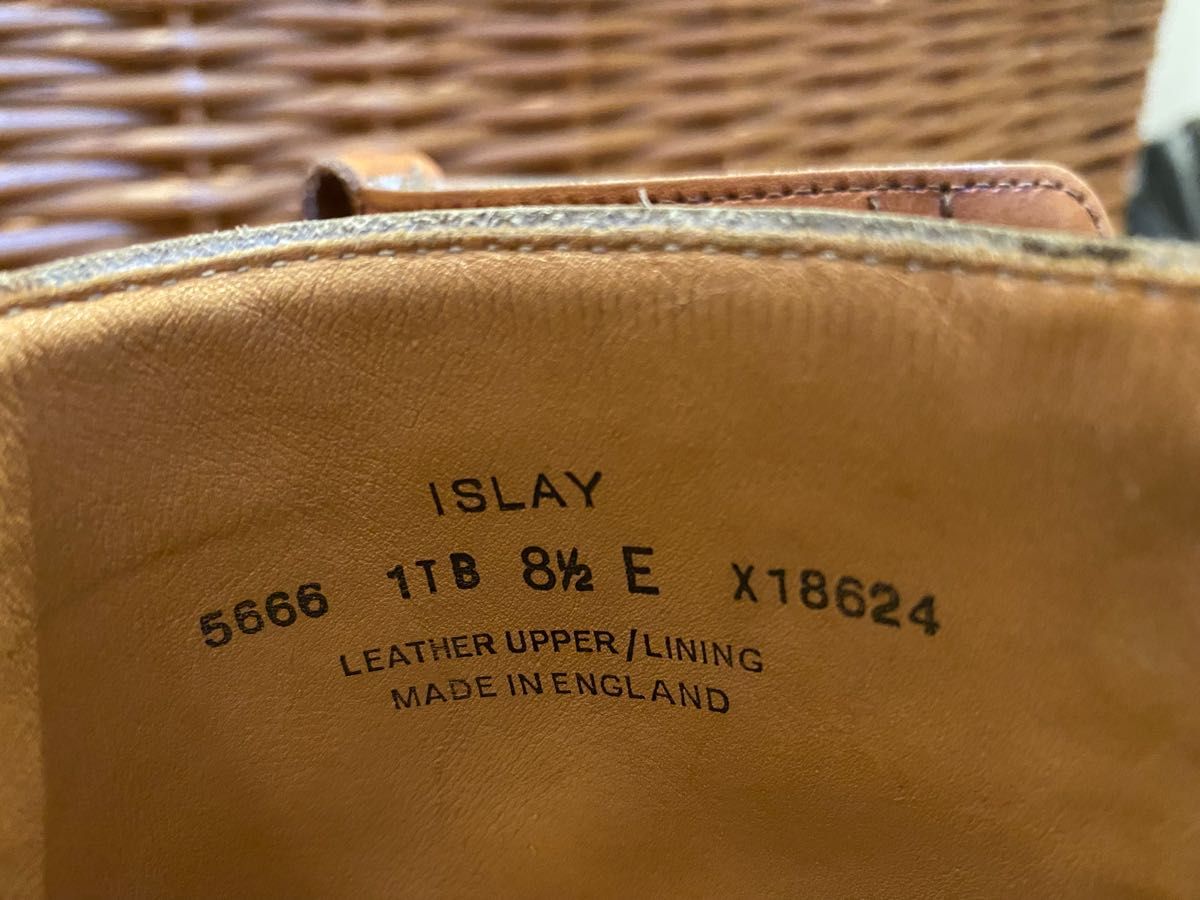 ISLAY
5666 1TB 8½ E X18624
LEATHER UPPER/LINING
MADE IN ENGLAND